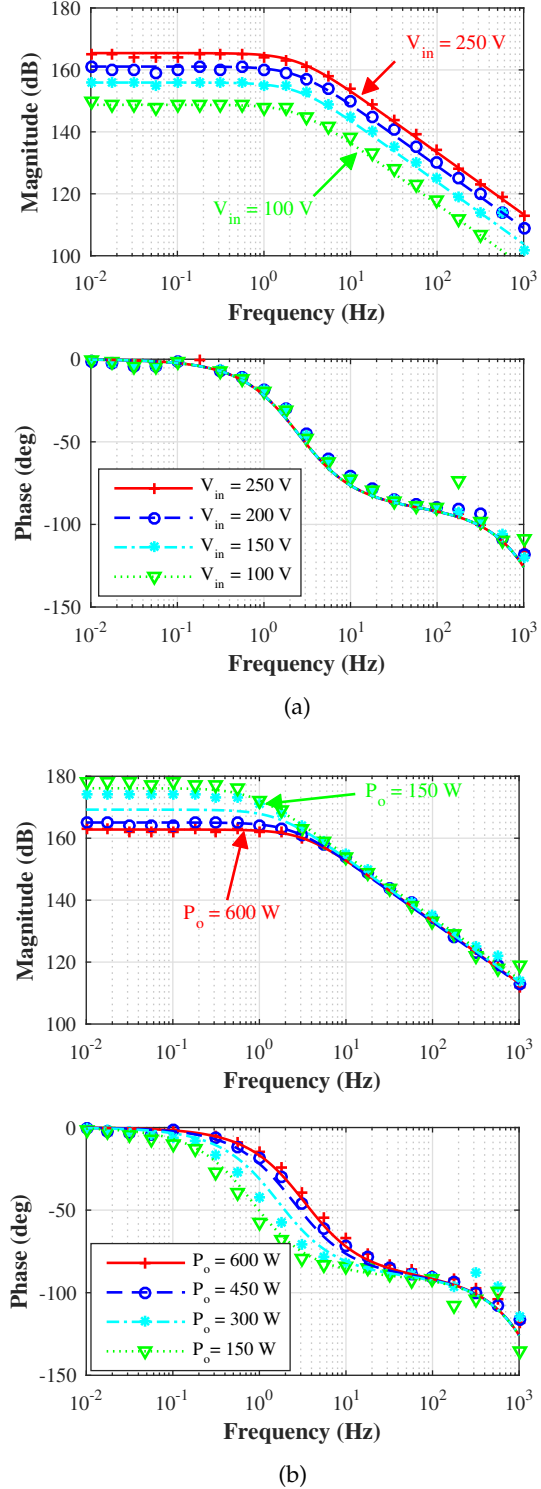 180
160
140
120
100
Magnitude (dB)
V_in = 250 V
V_in = 100 V
10^-2 10^-1 10^0 10^1 10^2 10^3
Frequency (Hz)
0
-50
-100
-150
Phase (deg)
V_in = 250 V
V_in = 200 V
V_in = 150 V
V_in = 100 V
10^-2 10^-1 10^0 10^1 10^2 10^3
Frequency (Hz)
(a)
180
160
140
120
100
Magnitude (dB)
P_o = 150 W
P_o = 600 W
10^-2 10^-1 10^0 10^1 10^2 10^3
Frequency (Hz)
0
-50
-100
-150
Phase (deg)
P_o = 600 W
P_o = 450 W
P_o = 300 W
P_o = 150 W
10^-2 10^-1 10^0 10^1 10^2 10^3
Frequency (Hz)
(b)